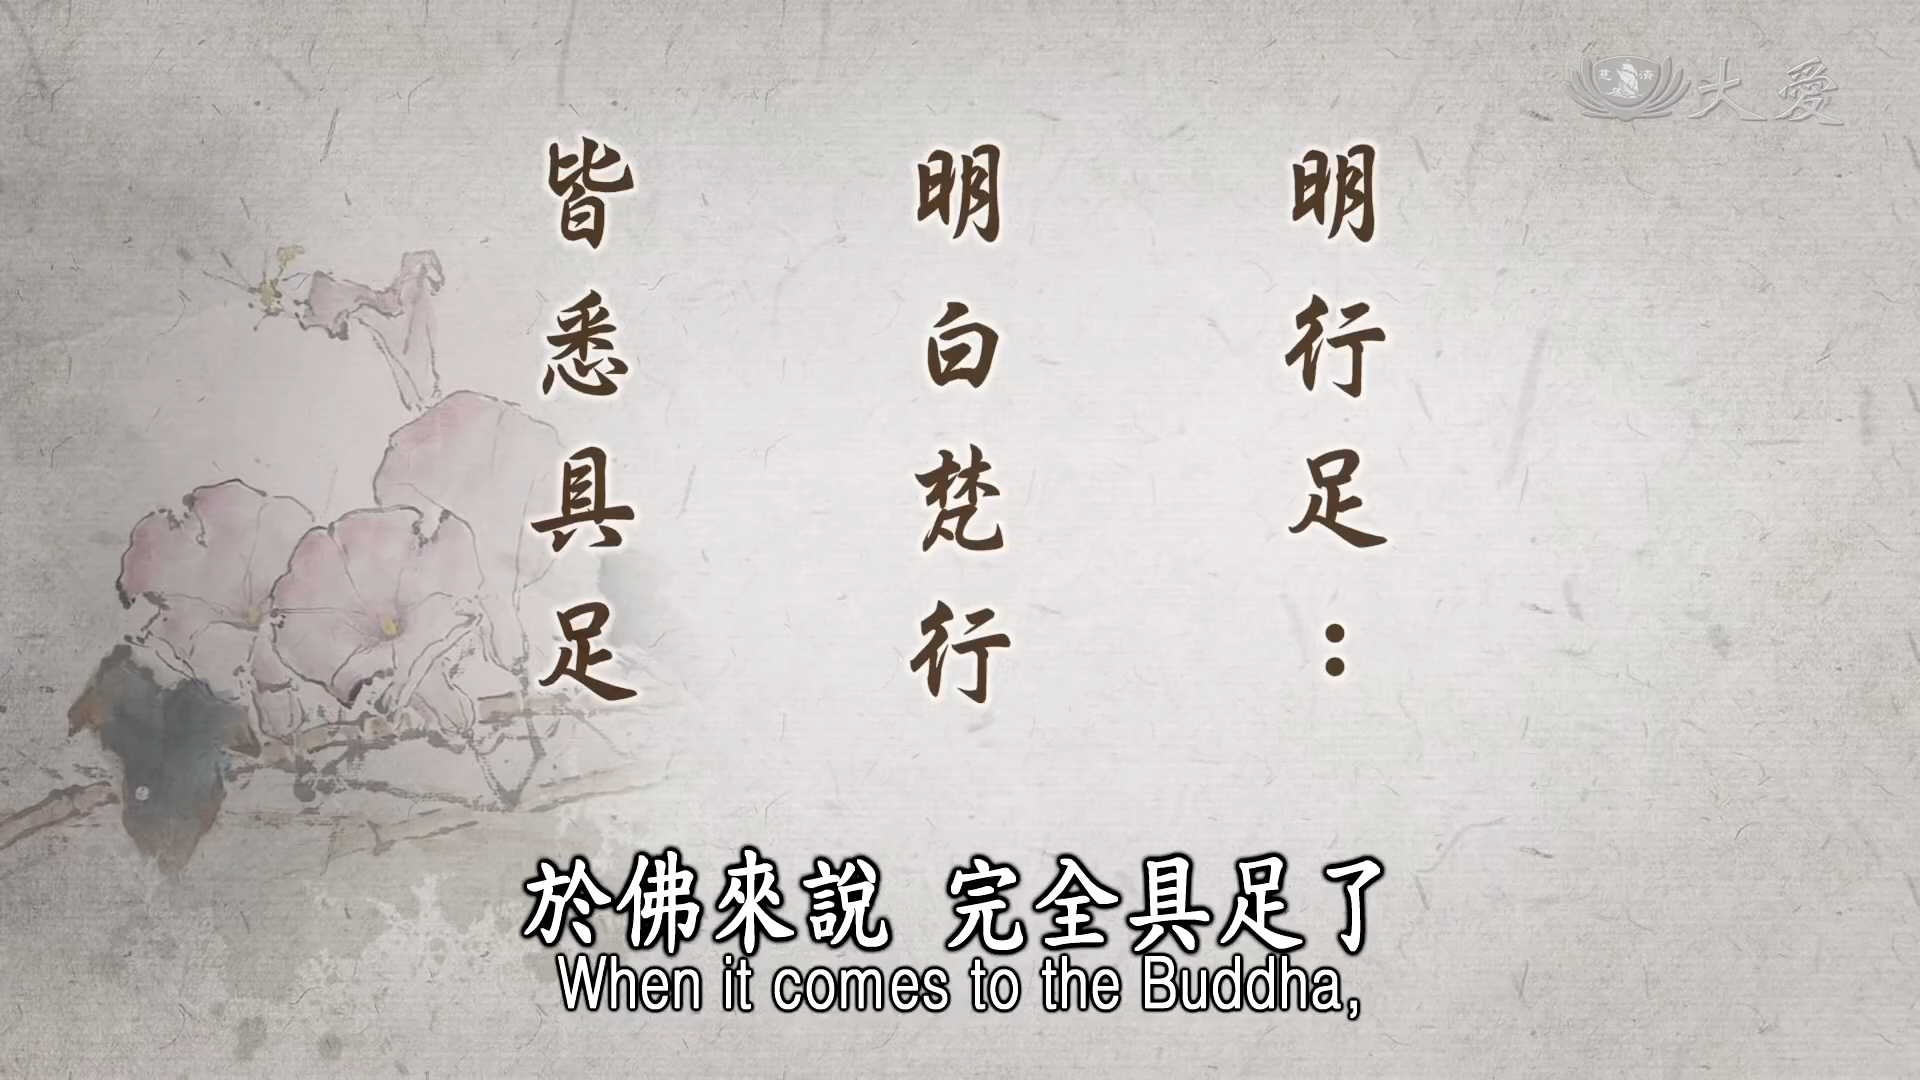 大愛
明行足：
明白梵行
皆悉具足
於佛來說 完全具足了
When it comes to the Buddha,